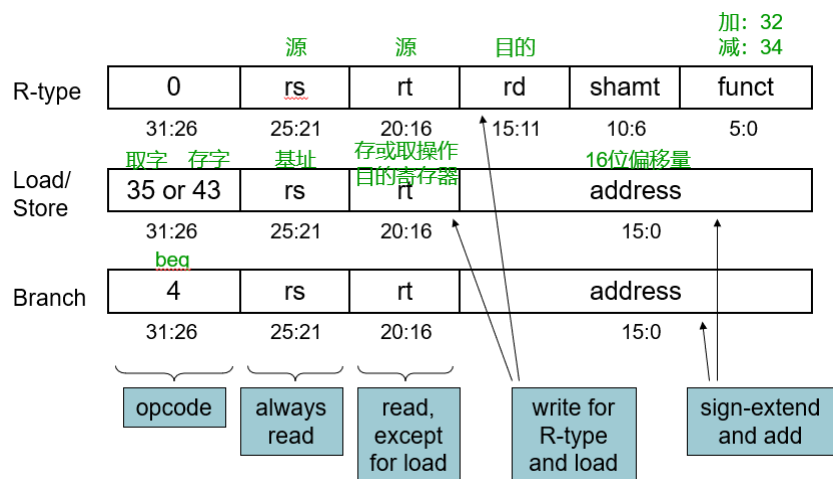 加：32
减：34
源 源 目的
R-type 0 rs rt rd shamt funct
31:26 25:21 20:16 15:11 10:6 5:0
取字 存字 基址 存或取操作 目的寄存器 16位偏移量
Load/
Store 35 or 43 rs rt address
31:26 25:21 20:16 15:0
beq
Branch 4 rs rt address
31:26 25:21 20:16 15:0
opcode
always
read
read,
except
for load
write for
R-type
and load
sign-extend
and add